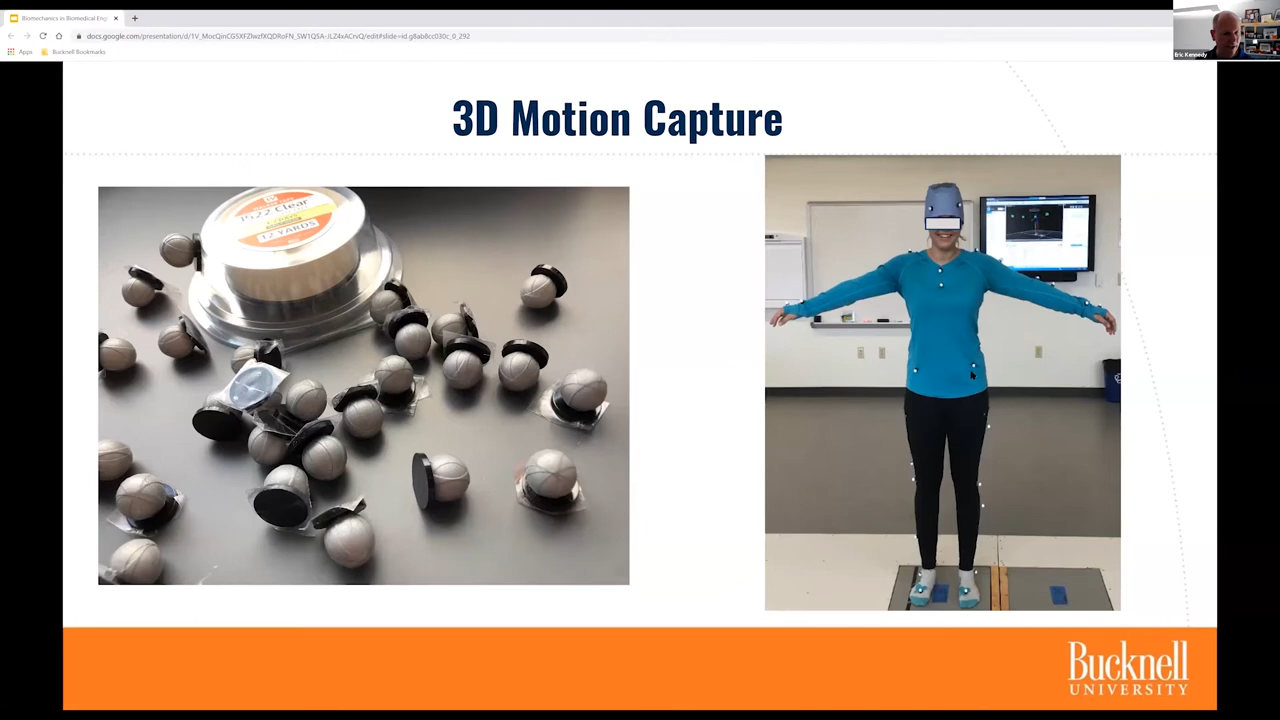 Biomechanics in Biomedical Eng
docs.google.com/presentation/d/1V_MocQinCG5XFZlwzfXQDRoFN_SW1QSA-JLZ4xACrvQ/edit#slide=id.g8ab8cc030c_0_292
Apps
Bucknell Bookmarks
Eric Kennedy
3D Motion Capture
1522 Clear
12 YARDS
Bucknell
UNIVERSITY